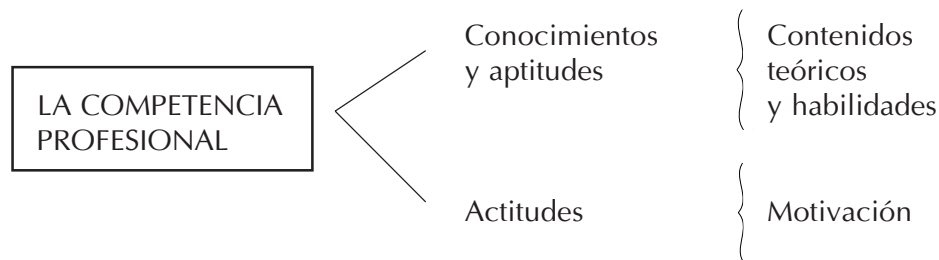 LA COMPETENCIA
PROFESIONAL
Conocimientos
y aptitudes
Contenidos
teóricos
y habilidades
Actitudes
Motivación